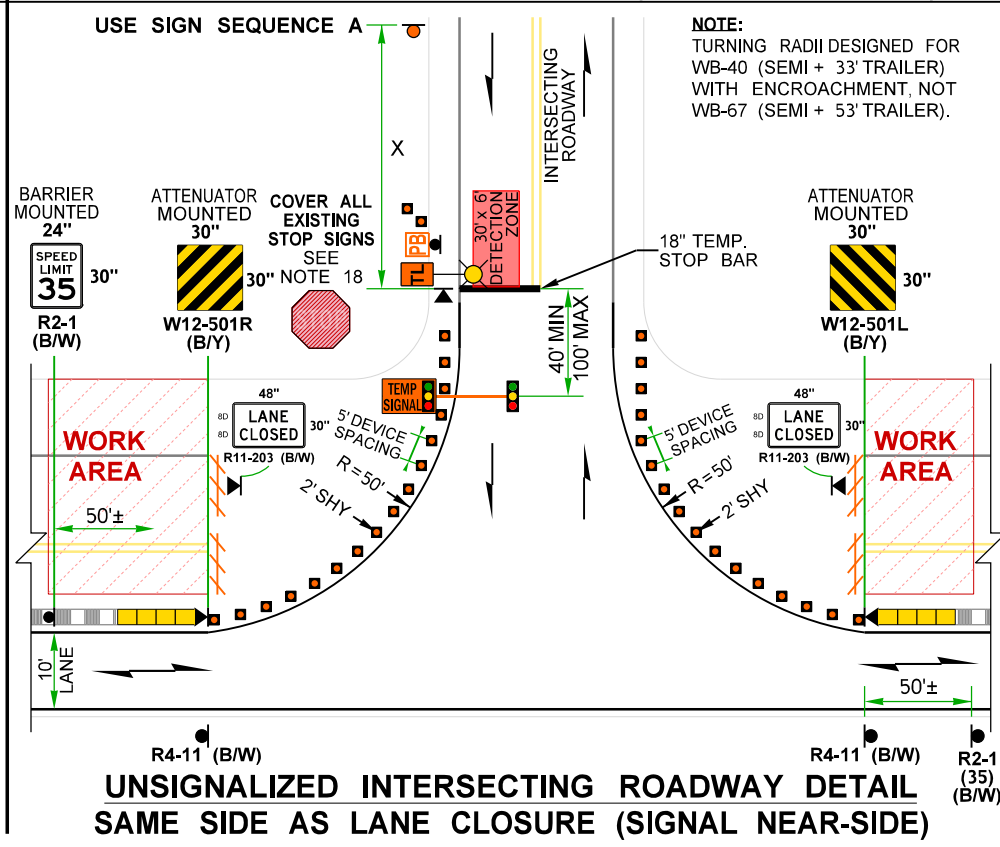 USE SIGN SEQUENCE A
NOTE:
TURNING RADII DESIGNED FOR
WB-40 (SEMI + 33' TRAILER)
WITH ENCROACHMENT, NOT
WB-67 (SEMI + 53' TRAILER).
INTERSECTING
ROADWAY
X
BARRIER
MOUNTED
24"
SPEED
LIMIT
35
30"
R2-1
(B/W)
ATTENUATOR
MOUNTED
30"
30"
W12-501R
(B/Y)
COVER ALL
EXISTING
STOP SIGNS
SEE
NOTE 18
STOP
PB
TL
30' x 6'
DETECTION
ZONE
18" TEMP.
STOP BAR
40' MIN
100' MAX
ATTENUATOR
MOUNTED
30"
30"
W12-501L
(B/Y)
TEMP
SIGNAL
48"
8D
8D
LANE
CLOSED
30"
R11-203 (B/W)
WORK
AREA
50'±
5' DEVICE
SPACING
R=50'
2' SHY
5' DEVICE
SPACING
R=50'
2' SHY
48"
8D
8D
LANE
CLOSED
30"
R11-203 (B/W)
WORK
AREA
10'
LANE
50'±
R4-11 (B/W)
R4-11 (B/W)
R2-1
(35)
(B/W)
UNSIGNALIZED INTERSECTING ROADWAY DETAIL
SAME SIDE AS LANE CLOSURE (SIGNAL NEAR-SIDE)